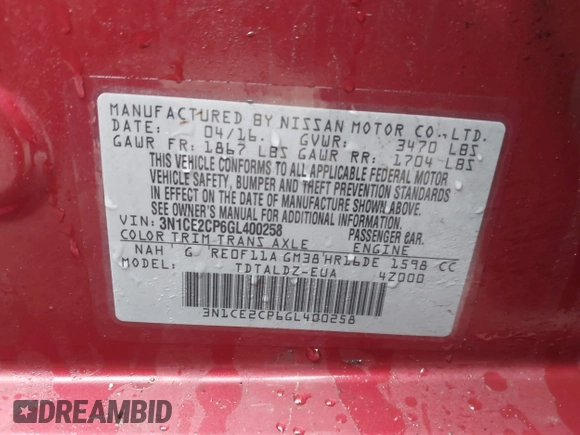 MANUFACTURED BY NISSAN MOTOR CO.,LTD.
DATE: 04/16. GVWR: 3470 LBS
GAWR FR: 1867 LBS GAWR RR: 1704 LBS
THIS VEHICLE CONFORMS TO ALL APPLICABLE FEDERAL MOTOR
VEHICLE SAFETY, BUMPER AND THEFT PREVENTION STANDARDS
IN EFFECT ON THE DATE OF MANUFACTURE SHOWN ABOVE.
SEE OWNER'S MANUAL. PASSENGER CAR
VIN: 3N1CE2CP6GL400258
COLOR TRIM TRANS AXLE ENGINE
NAH G RE0F11A GM38 HR16DE 1598 CC
MODEL: TDTALDZ-EUA 42000
3N1CE2CP6GL400258
DREAMBID